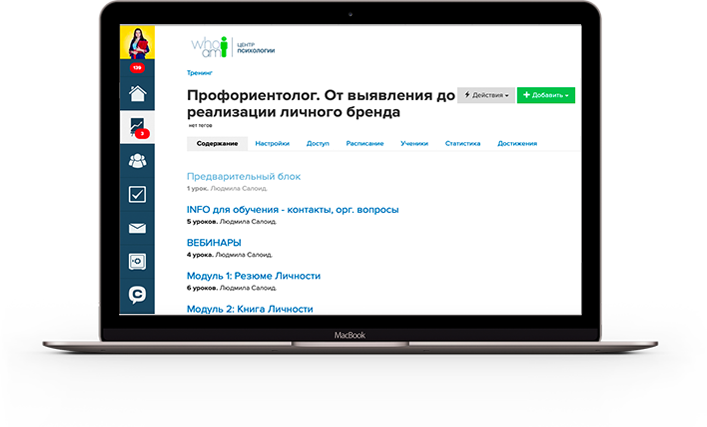 who
am i
ЦЕНТР
ПСИХОЛОГИИ
139
3
Тренинг
Профориентолог. От выявления до
реализации личного бренда
нет тегов
Действия
Добавить
Содержание Настройки Доступ Расписание Ученики Статистика Достижения
Предварительный блок
1 урок. Людмила Салоид.
INFO для обучения - контакты, орг. вопросы
5 уроков. Людмила Салоид.
ВЕБИНАРЫ
4 урока. Людмила Салоид.
Модуль 1: Резюме Личности
6 уроков. Людмила Салоид.
Модуль 2: Книга Личности
MacBook